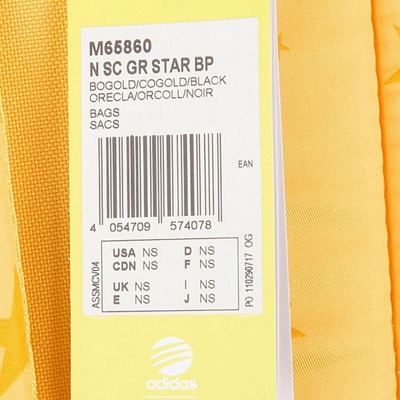 M65860
N SC GR STAR BP
BOGOLD/COGOLD/BLACK
ORECLA/ORCOLL/NOIR
BAGS
SACS
EAN
4 054709 574078
USA NS D NS
CDN NS F NS
UK NS I NS
E NS J NS
ASSMCV04
PO 110290717 OG
adidas